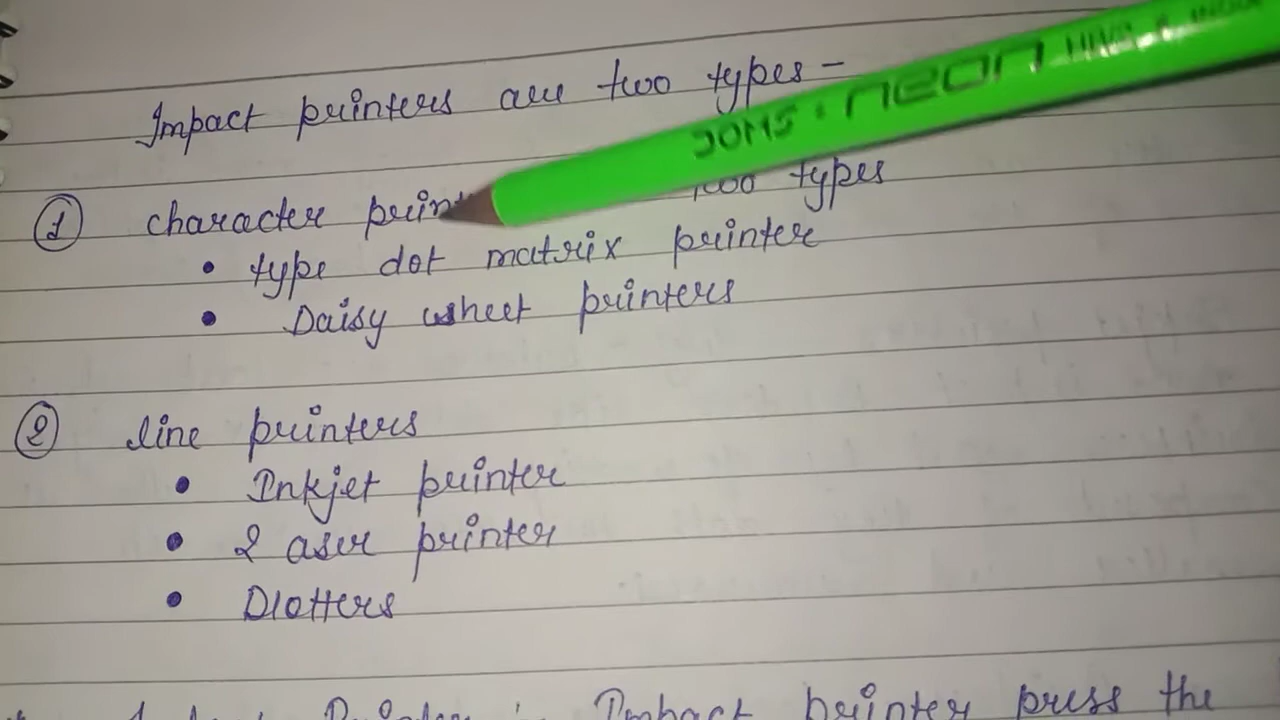 Impact printers are two types -
DOMS NEON
① character print two types
• type dot matrix printer
• Daisy wheel printers
② line printers
• Inkjet printer
• Laser printer
• Plotters
Impact printer press the